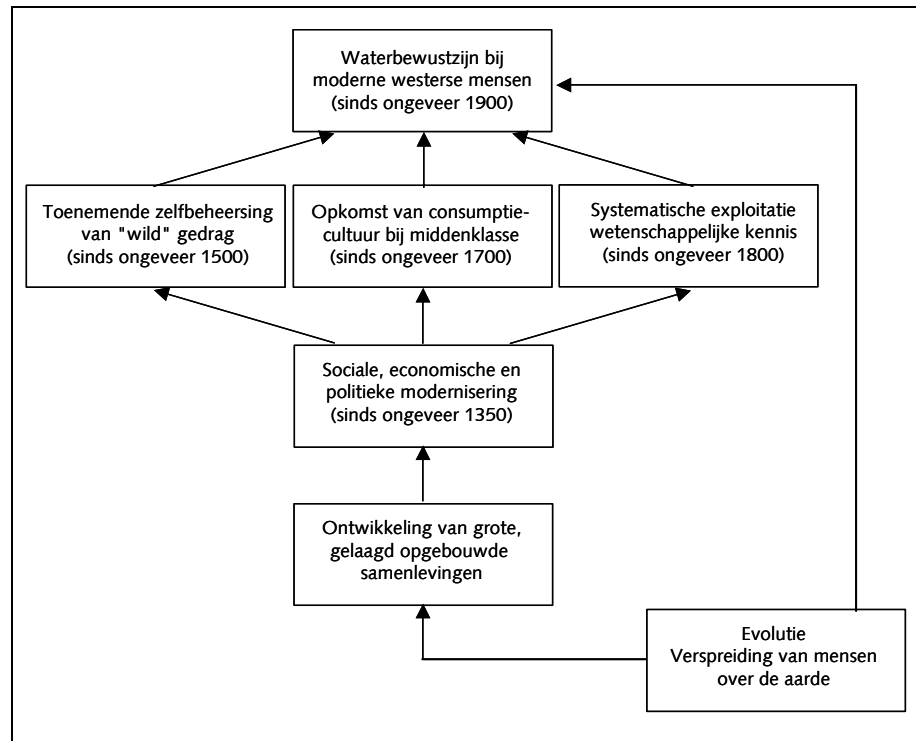 Waterbewustzijn bij
moderne westerse mensen
(sinds ongeveer 1900)
Toenemende zelfbeheersing
van "wild" gedrag
(sinds ongeveer 1500)
Opkomst van consumptie-
cultuur bij middenklasse
(sinds ongeveer 1700)
Systematische exploitatie
wetenschappelijke kennis
(sinds ongeveer 1800)
Sociale, economische en
politieke modernisering
(sinds ongeveer 1350)
Ontwikkeling van grote,
gelaagd opgebouwde
samenlevingen
Evolutie
Verspreiding van mensen
over de aarde